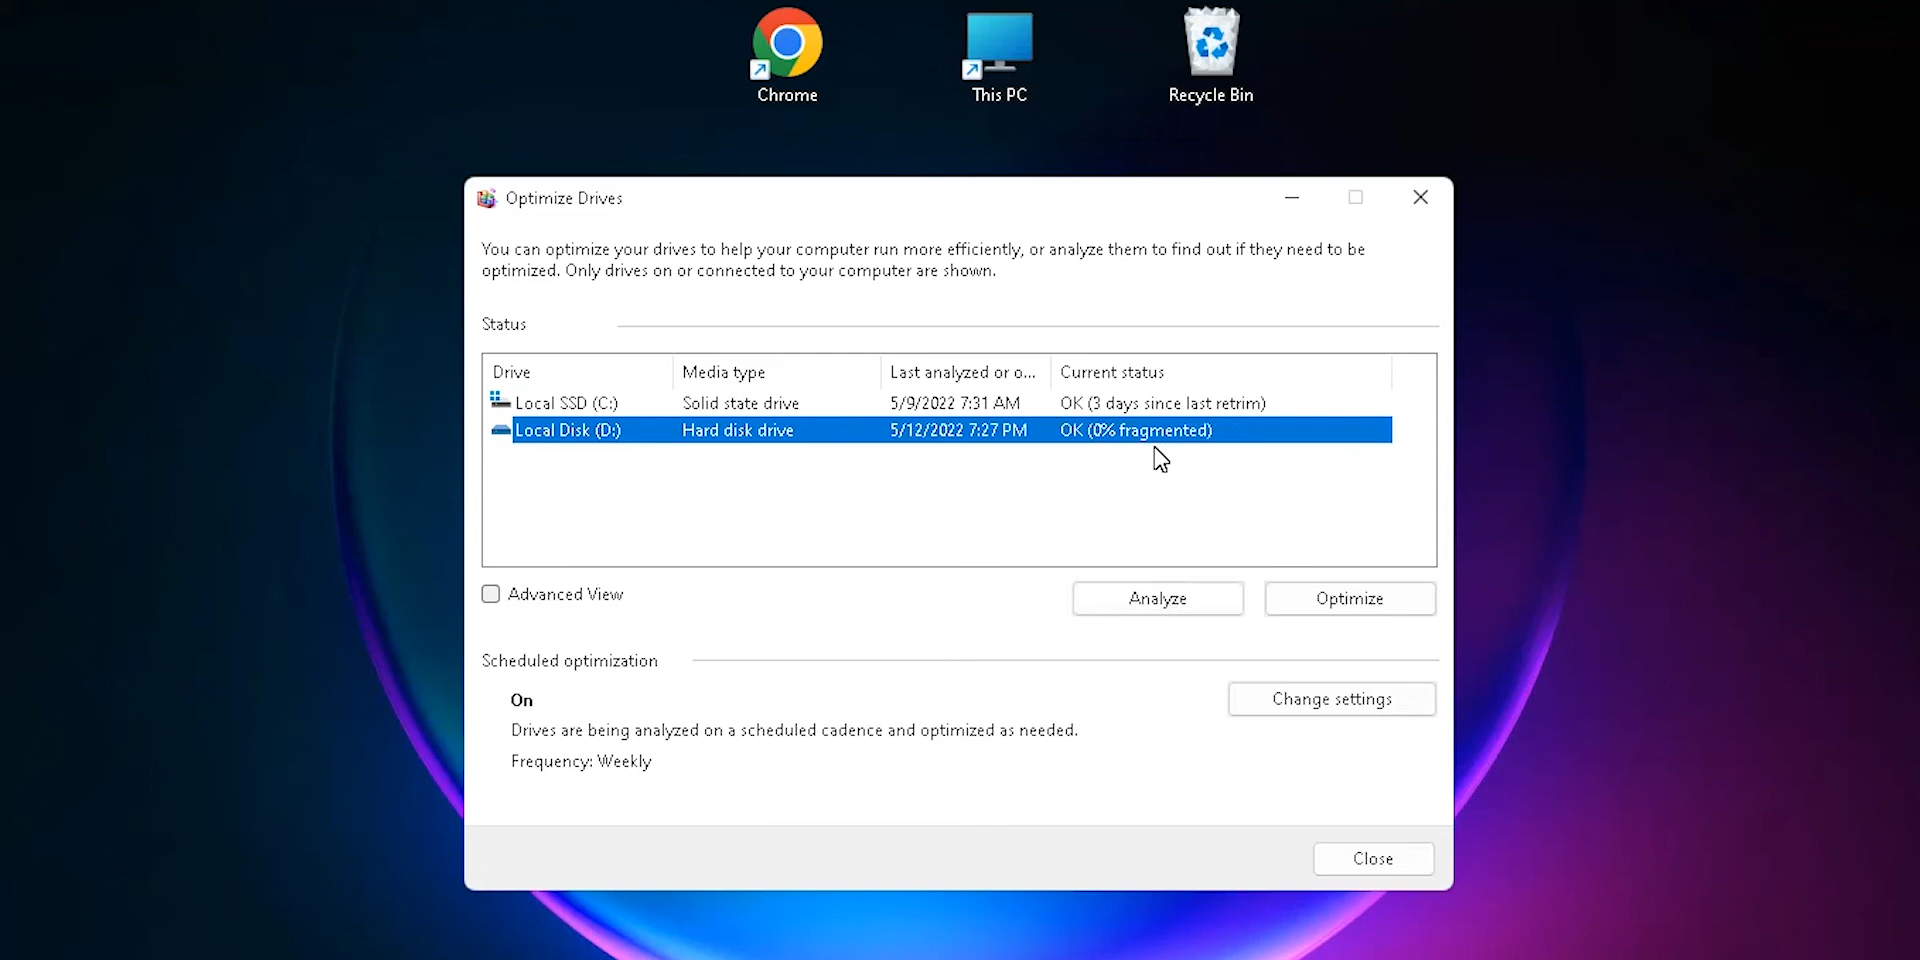 Chrome
This PC
Recycle Bin
Optimize Drives
You can optimize your drives to help your computer run more efficiently, or analyze them to find out if they need to be
optimized. Only drives on or connected to your computer are shown.
Status
Drive Media type Last analyzed or o... Current status
Local SSD (C:) Solid state drive 5/9/2022 7:31 AM OK (3 days since last retrim)
Local Disk (D:) Hard disk drive 5/12/2022 7:27 PM OK (0% fragmented)
Advanced View
Analyze
Optimize
Scheduled optimization
On
Change settings
Drives are being analyzed on a scheduled cadence and optimized as needed.
Frequency: Weekly
Close